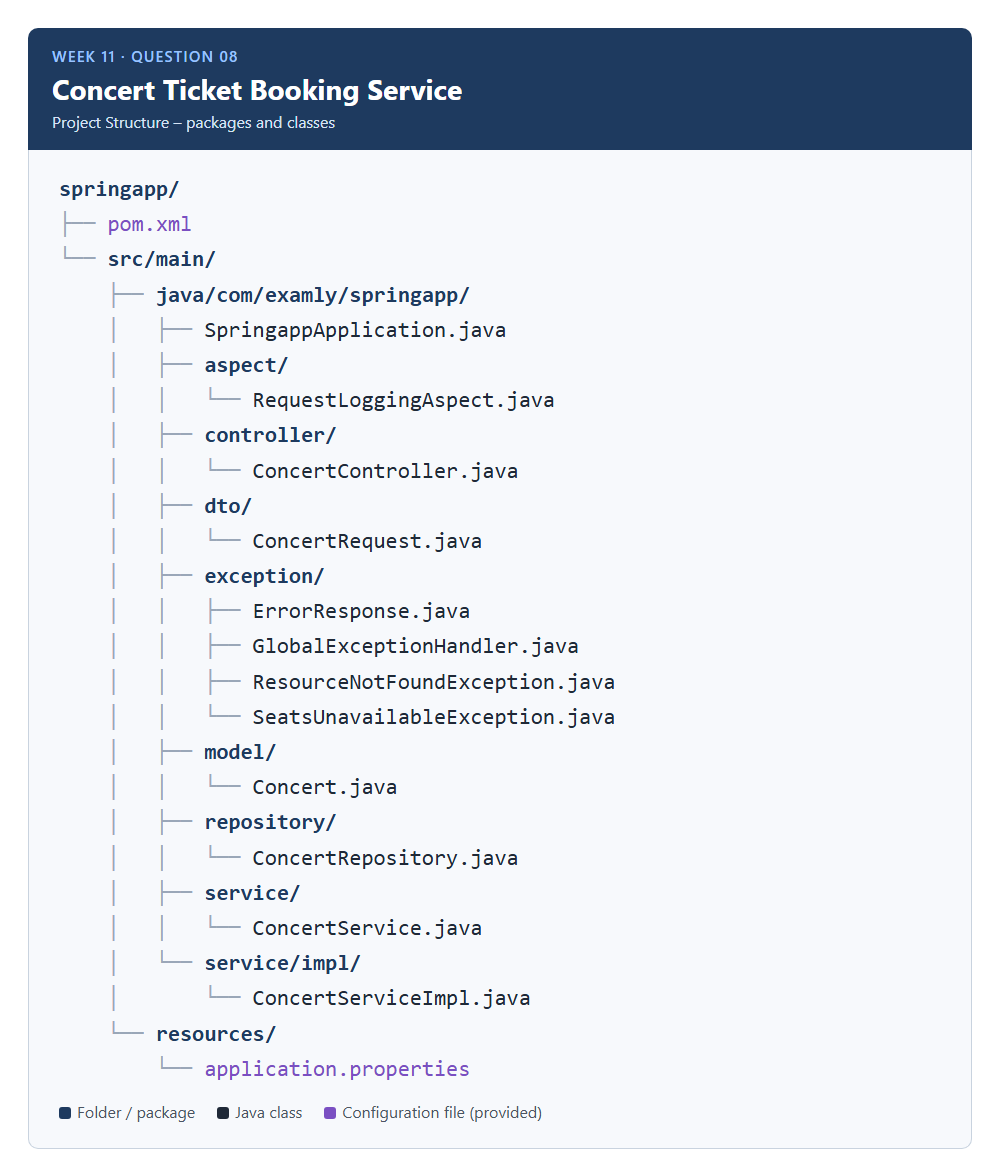 WEEK 11 · QUESTION 08
Concert Ticket Booking Service
Project Structure – packages and classes
springapp/
├── pom.xml
└── src/main/
    ├── java/com/examly/springapp/
    │   ├── SpringappApplication.java
    │   ├── aspect/
    │   │   └── RequestLoggingAspect.java
    │   ├── controller/
    │   │   └── ConcertController.java
    │   ├── dto/
    │   │   └── ConcertRequest.java
    │   ├── exception/
    │   │   ├── ErrorResponse.java
    │   │   ├── GlobalExceptionHandler.java
    │   │   ├── ResourceNotFoundException.java
    │   │   └── SeatsUnavailableException.java
    │   ├── model/
    │   │   └── Concert.java
    │   ├── repository/
    │   │   └── ConcertRepository.java
    │   ├── service/
    │   │   └── ConcertService.java
    │   └── service/impl/
    │       └── ConcertServiceImpl.java
    └── resources/
        └── application.properties
Folder / package Java class Configuration file (provided)